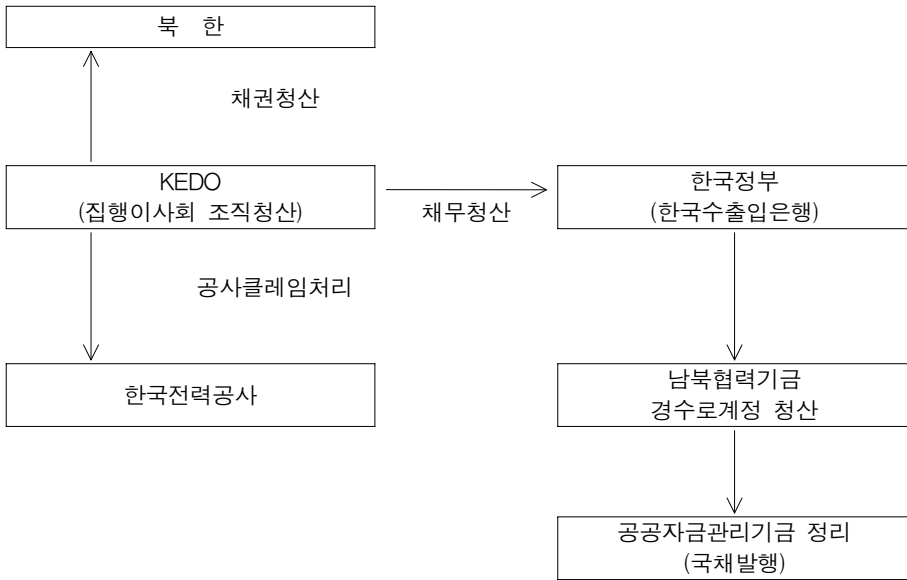 북 한
채권청산
KEDO
(집행이사회 조직청산)
채무청산
한국정부
(한국수출입은행)
공사클레임처리
한국전력공사
남북협력기금
경수로계정 청산
공공자금관리기금 정리
(국채발행)